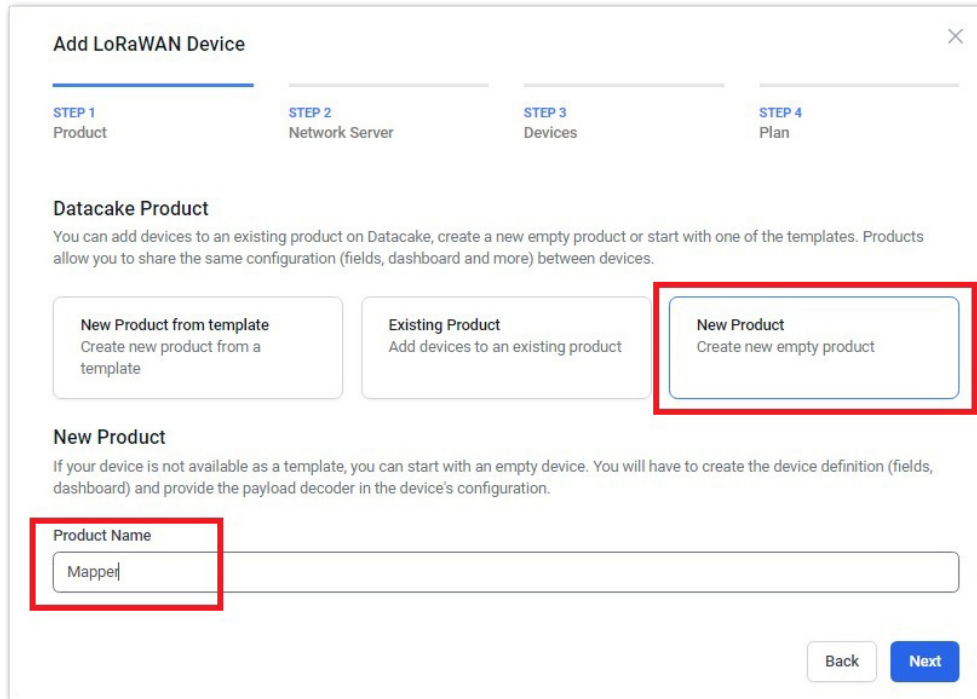 Add LoRaWAN Device
STEP 1
Product
STEP 2
Network Server
STEP 3
Devices
STEP 4
Plan
Datacake Product
You can add devices to an existing product on Datacake, create a new empty product or start with one of the templates. Products
allow you to share the same configuration (fields, dashboard and more) between devices.
New Product from template
Create new product from a
template
Existing Product
Add devices to an existing product
New Product
Create new empty product
New Product
If your device is not available as a template, you can start with an empty device. You will have to create the device definition (fields,
dashboard) and provide the payload decoder in the device's configuration.
Product Name
Mapper
Back
Next